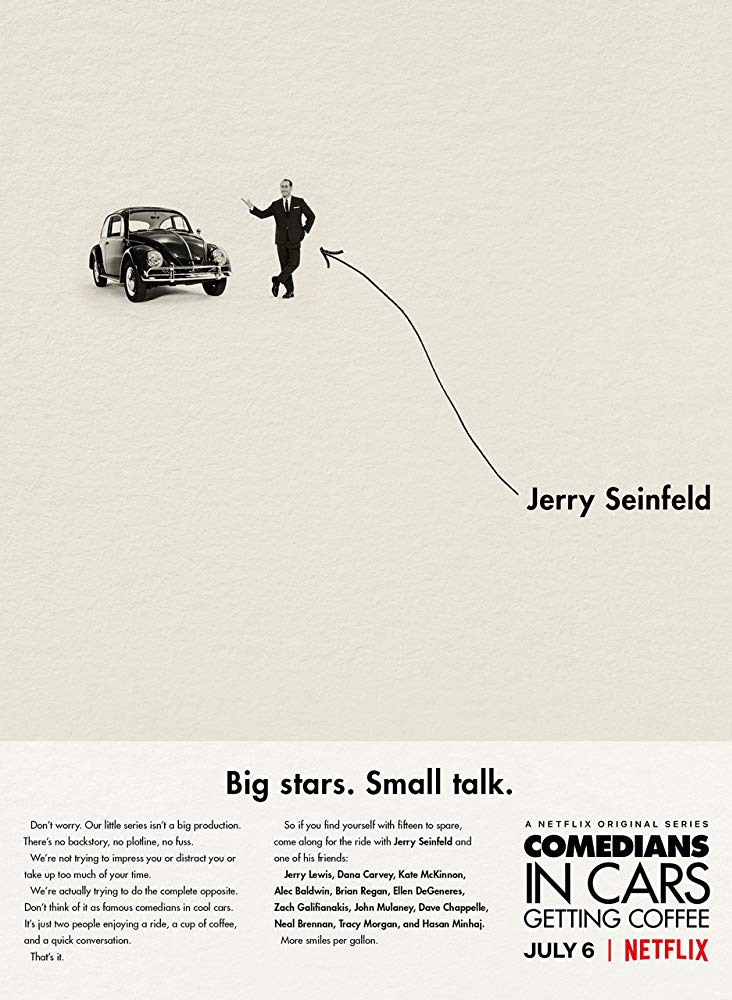 Jerry Seinfeld
Big stars. Small talk.
Don't worry. Our little series isn't a big production.
There's no backstory, no plotline, no fuss.
We're not trying to impress you or distract you or
take up too much of your time.
We're actually trying to do the complete opposite.
Don't think of it as famous comedians in cool cars.
It's just two people enjoying a ride, a cup of coffee,
and a quick conversation.
That's it.
So if you find yourself with fifteen to spare,
come along for the ride with Jerry Seinfeld and
one of his friends:
Jerry Lewis, Dana Carvey, Kate McKinnon,
Alec Baldwin, Brian Regan, Ellen DeGeneres,
Zach Galifianakis, John Mulaney, Dave Chappelle,
Neal Brennan, Tracy Morgan, and Hasan Minhaj.
More smiles per gallon.
A NETFLIX ORIGINAL SERIES
COMEDIANS
IN CARS
GETTING COFFEE
JULY 6 | NETFLIX